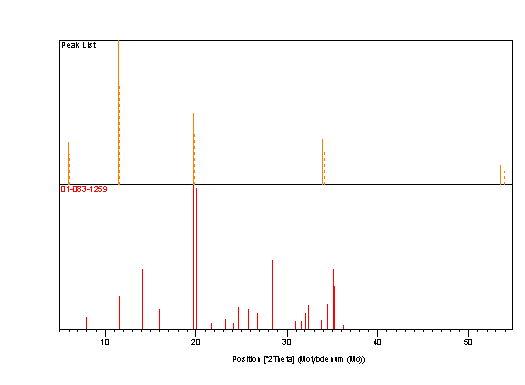 Peak List
01-083-1259
10 20 30 40 50
Position [°2Theta] (Molybdenum (Mo))